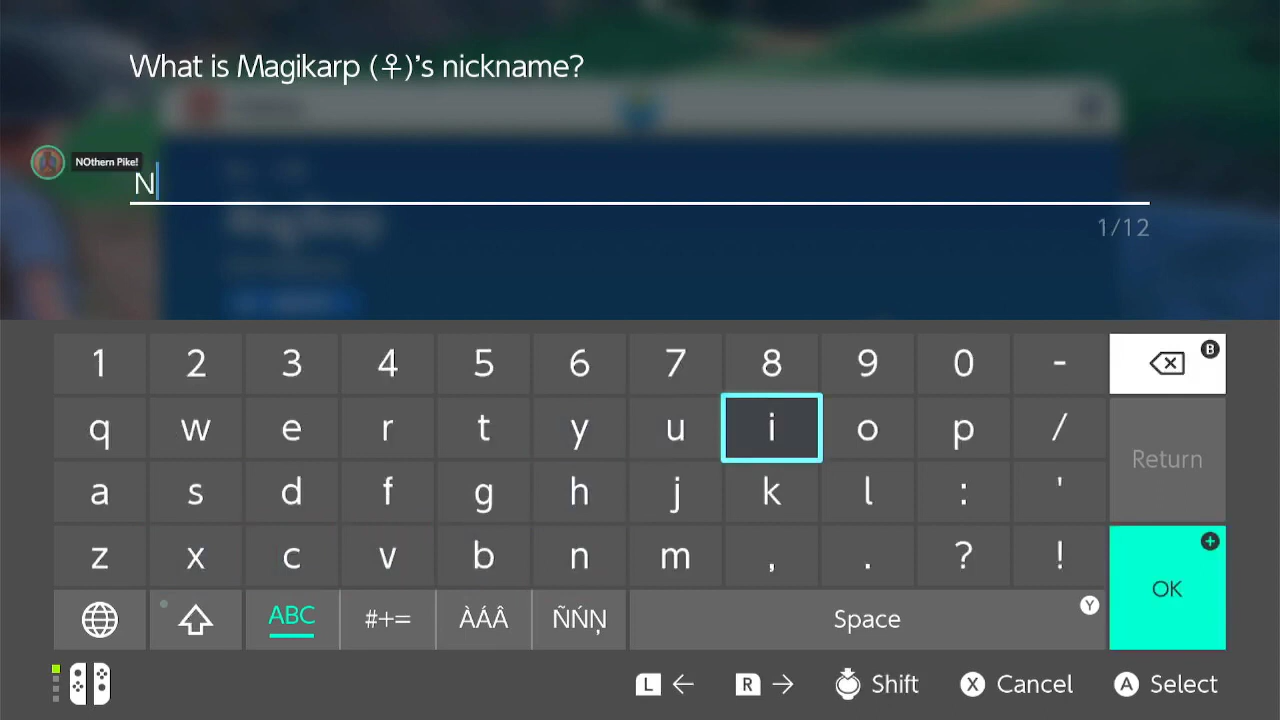 What is Magikarp (♀)'s nickname?
NOthern Pike!
N
1/12
1 2 3 4 5 6 7 8 9 0 -
B
q w e r t y u i o p /
Return
a s d f g h j k l : '
z x c v b n m , . ? !
+
OK
ABC #+= ÀÁÂ ÑŃŅ Space Y
L ← R → Shift X Cancel A Select